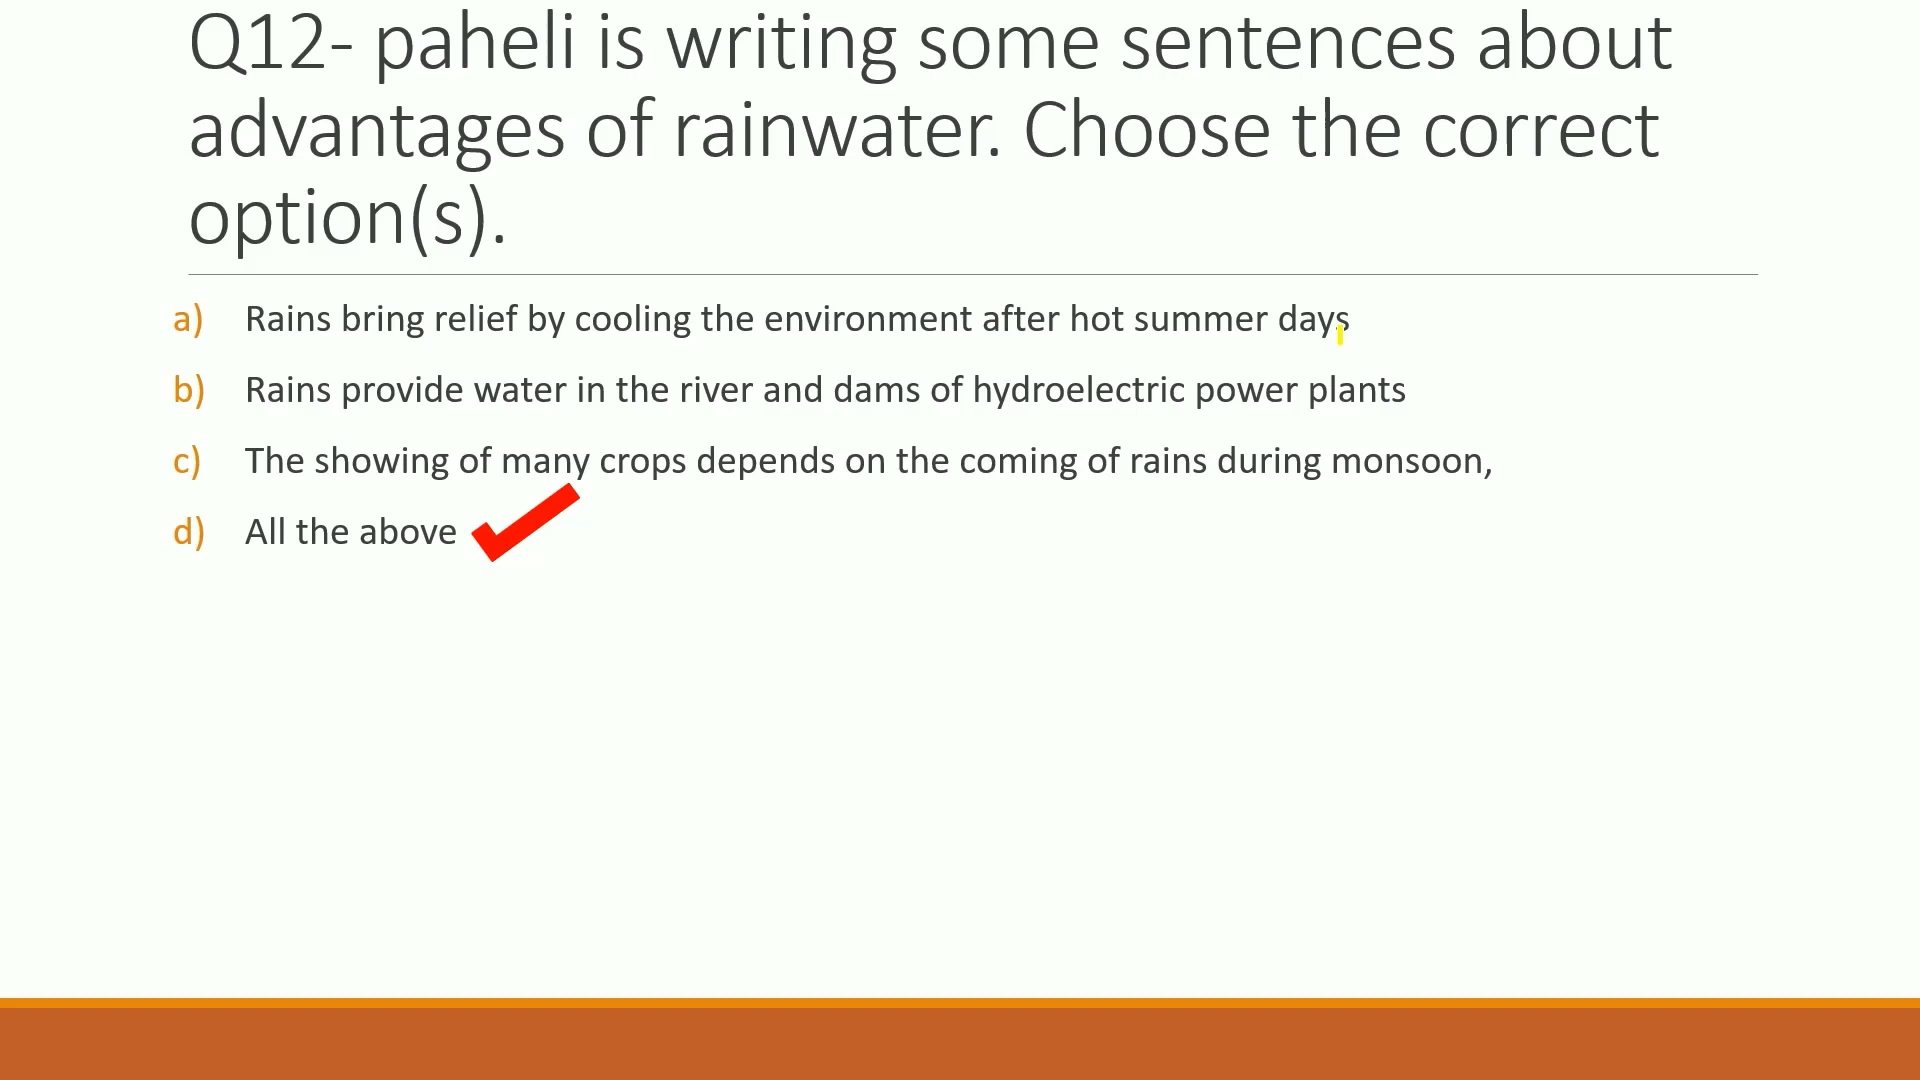 Q12- paheli is writing some sentences about
advantages of rainwater. Choose the correct
option(s).
a) Rains bring relief by cooling the environment after hot summer days
b) Rains provide water in the river and dams of hydroelectric power plants
c) The showing of many crops depends on the coming of rains during monsoon,
d) All the above